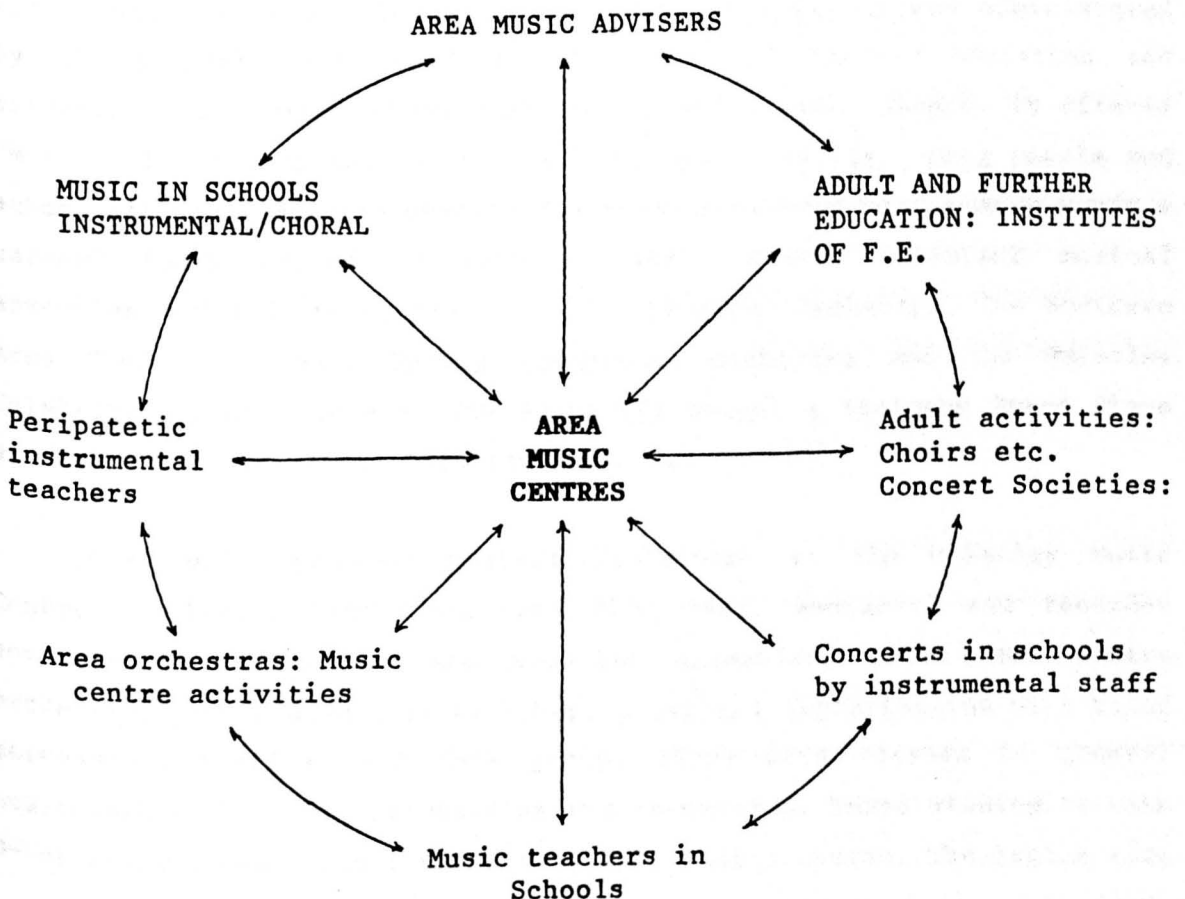 AREA MUSIC ADVISERS
MUSIC IN SCHOOLS
INSTRUMENTAL/CHORAL
ADULT AND FURTHER
EDUCATION: INSTITUTES
OF F.E.
Peripatetic
instrumental
teachers
AREA
MUSIC
CENTRES
Adult activities:
Choirs etc.
Concert Societies:
Area orchestras: Music
centre activities
Concerts in schools
by instrumental staff
Music teachers in
Schools